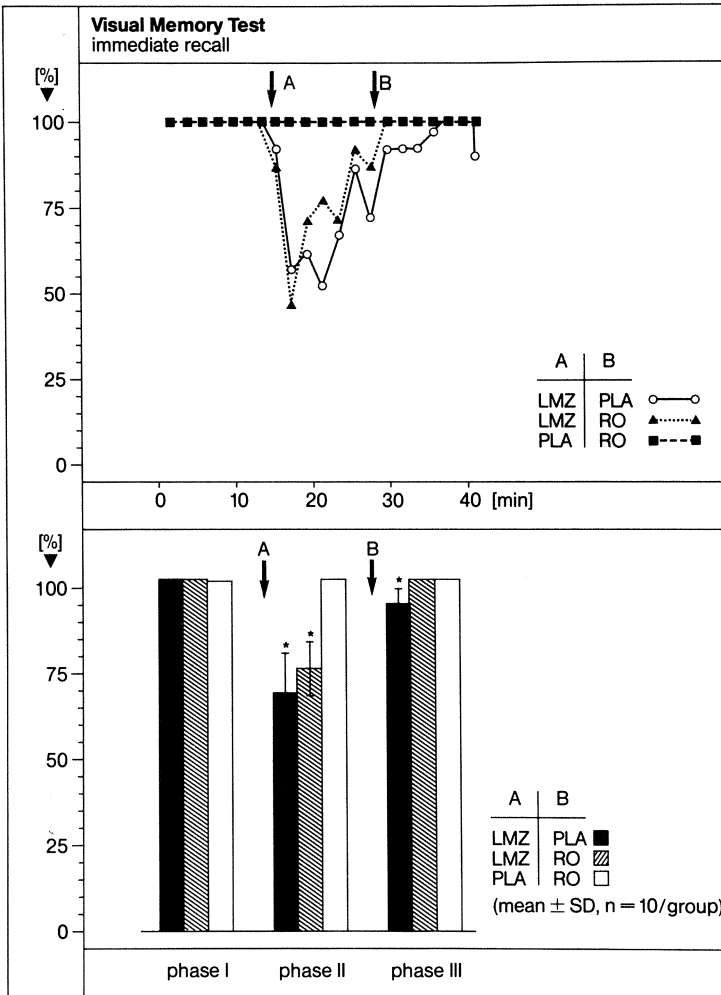 Visual Memory Test
immediate recall
[%]
A
B
100
75
50
25
0
A B
LMZ PLA
LMZ RO
PLA RO
0 10 20 30 40 [min]
[%]
A
B
100
*
* *
75
50
25
0
A B
LMZ PLA
LMZ RO
PLA RO
(mean ± SD, n = 10/group)
phase I phase II phase III